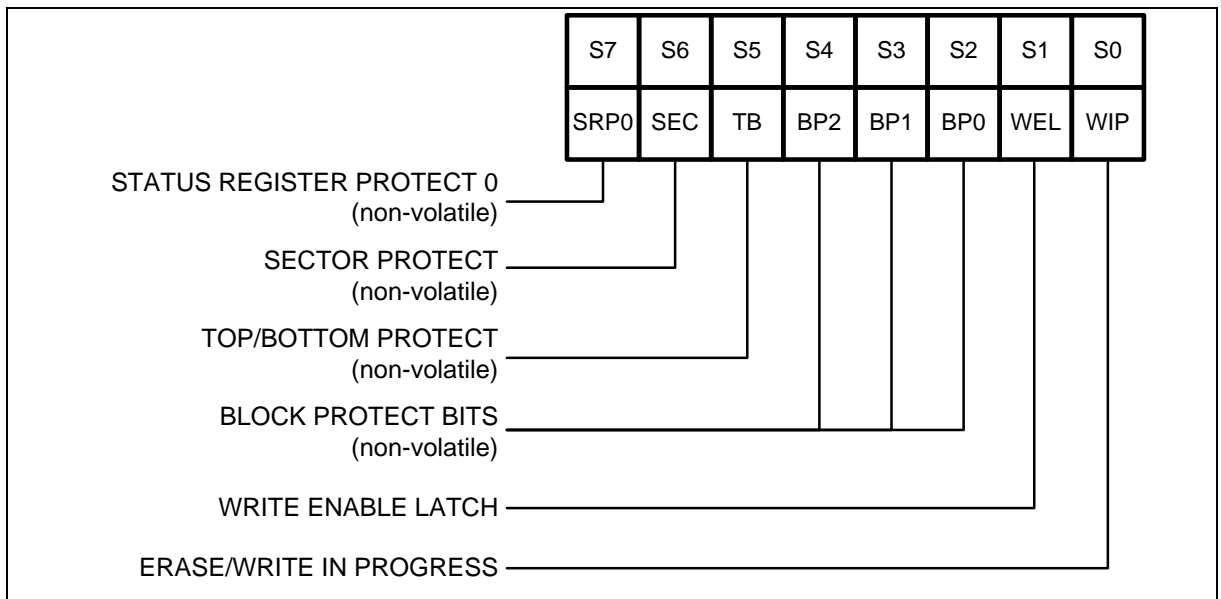 S7 S6 S5 S4 S3 S2 S1 S0
SRP0 SEC TB BP2 BP1 BP0 WEL WIP
STATUS REGISTER PROTECT 0
(non-volatile)
SECTOR PROTECT
(non-volatile)
TOP/BOTTOM PROTECT
(non-volatile)
BLOCK PROTECT BITS
(non-volatile)
WRITE ENABLE LATCH
ERASE/WRITE IN PROGRESS